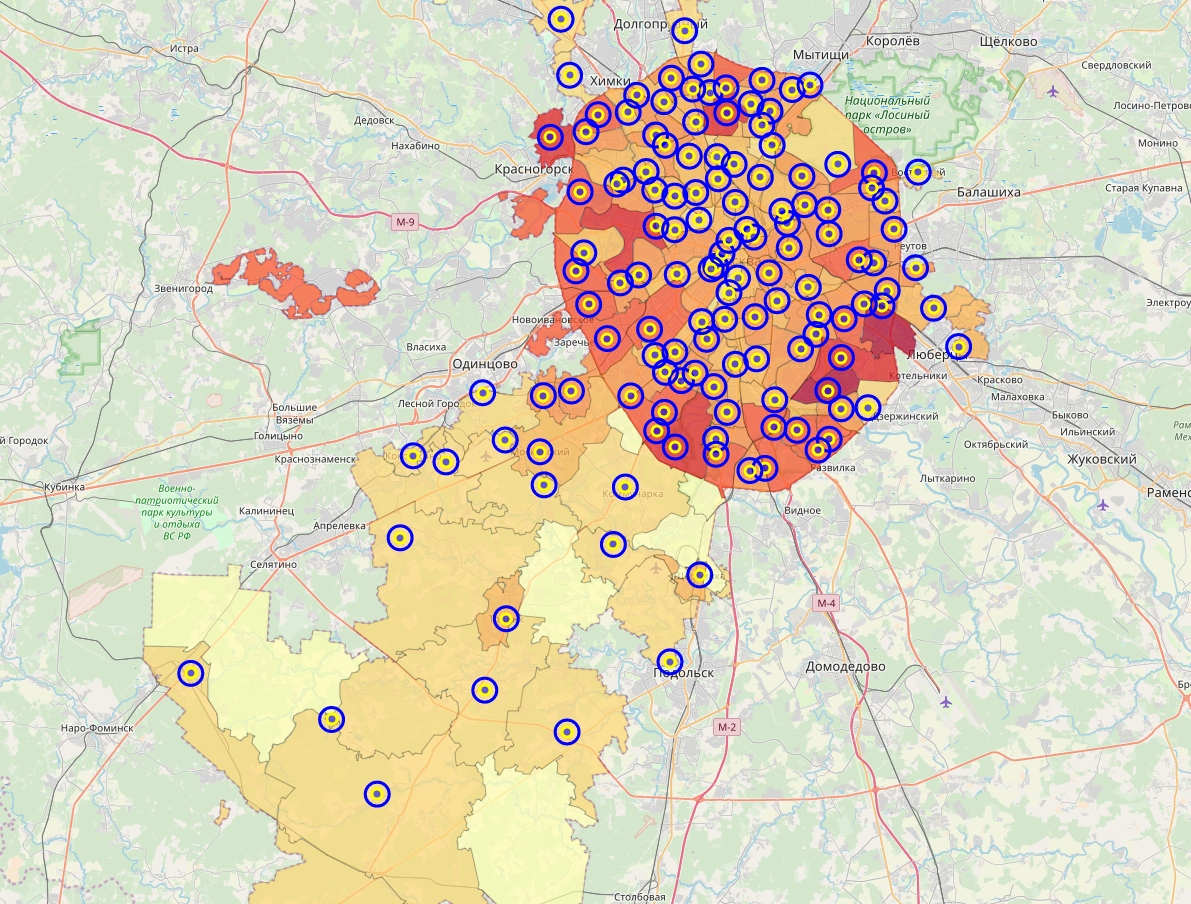 Долгопрудный
Истра
Королёв
Щёлково
Мытищи
Свердловский
Химки
Национальный
парк «Лосиный
остров»
Лосино-Петровский
Дедовск
Монино
Нахабино
Красногорск
Балашиха
Старая Купавна
M-9
Реутов
Звенигород
Электроугли
Новоивановское
Заречье
Власиха
Люберцы
Одинцово
Котельники
Красково
Малаховка
Лесной Городок
Большие
Вязёмы
Дзержинский
Быково
Ильинский
Голицыно
й Городок
Октябрьский
Краснознаменск
Жуковский
Развилка
Лыткарино
Кубинка
Военно-
патриотический
парк культуры
и отдыха
ВС РФ
Раменское
Коммунарка
Калининец
Видное
Апрелевка
Селятино
M-4
Домодедово
Подольск
Наро-Фоминск
M-2
Столбовая